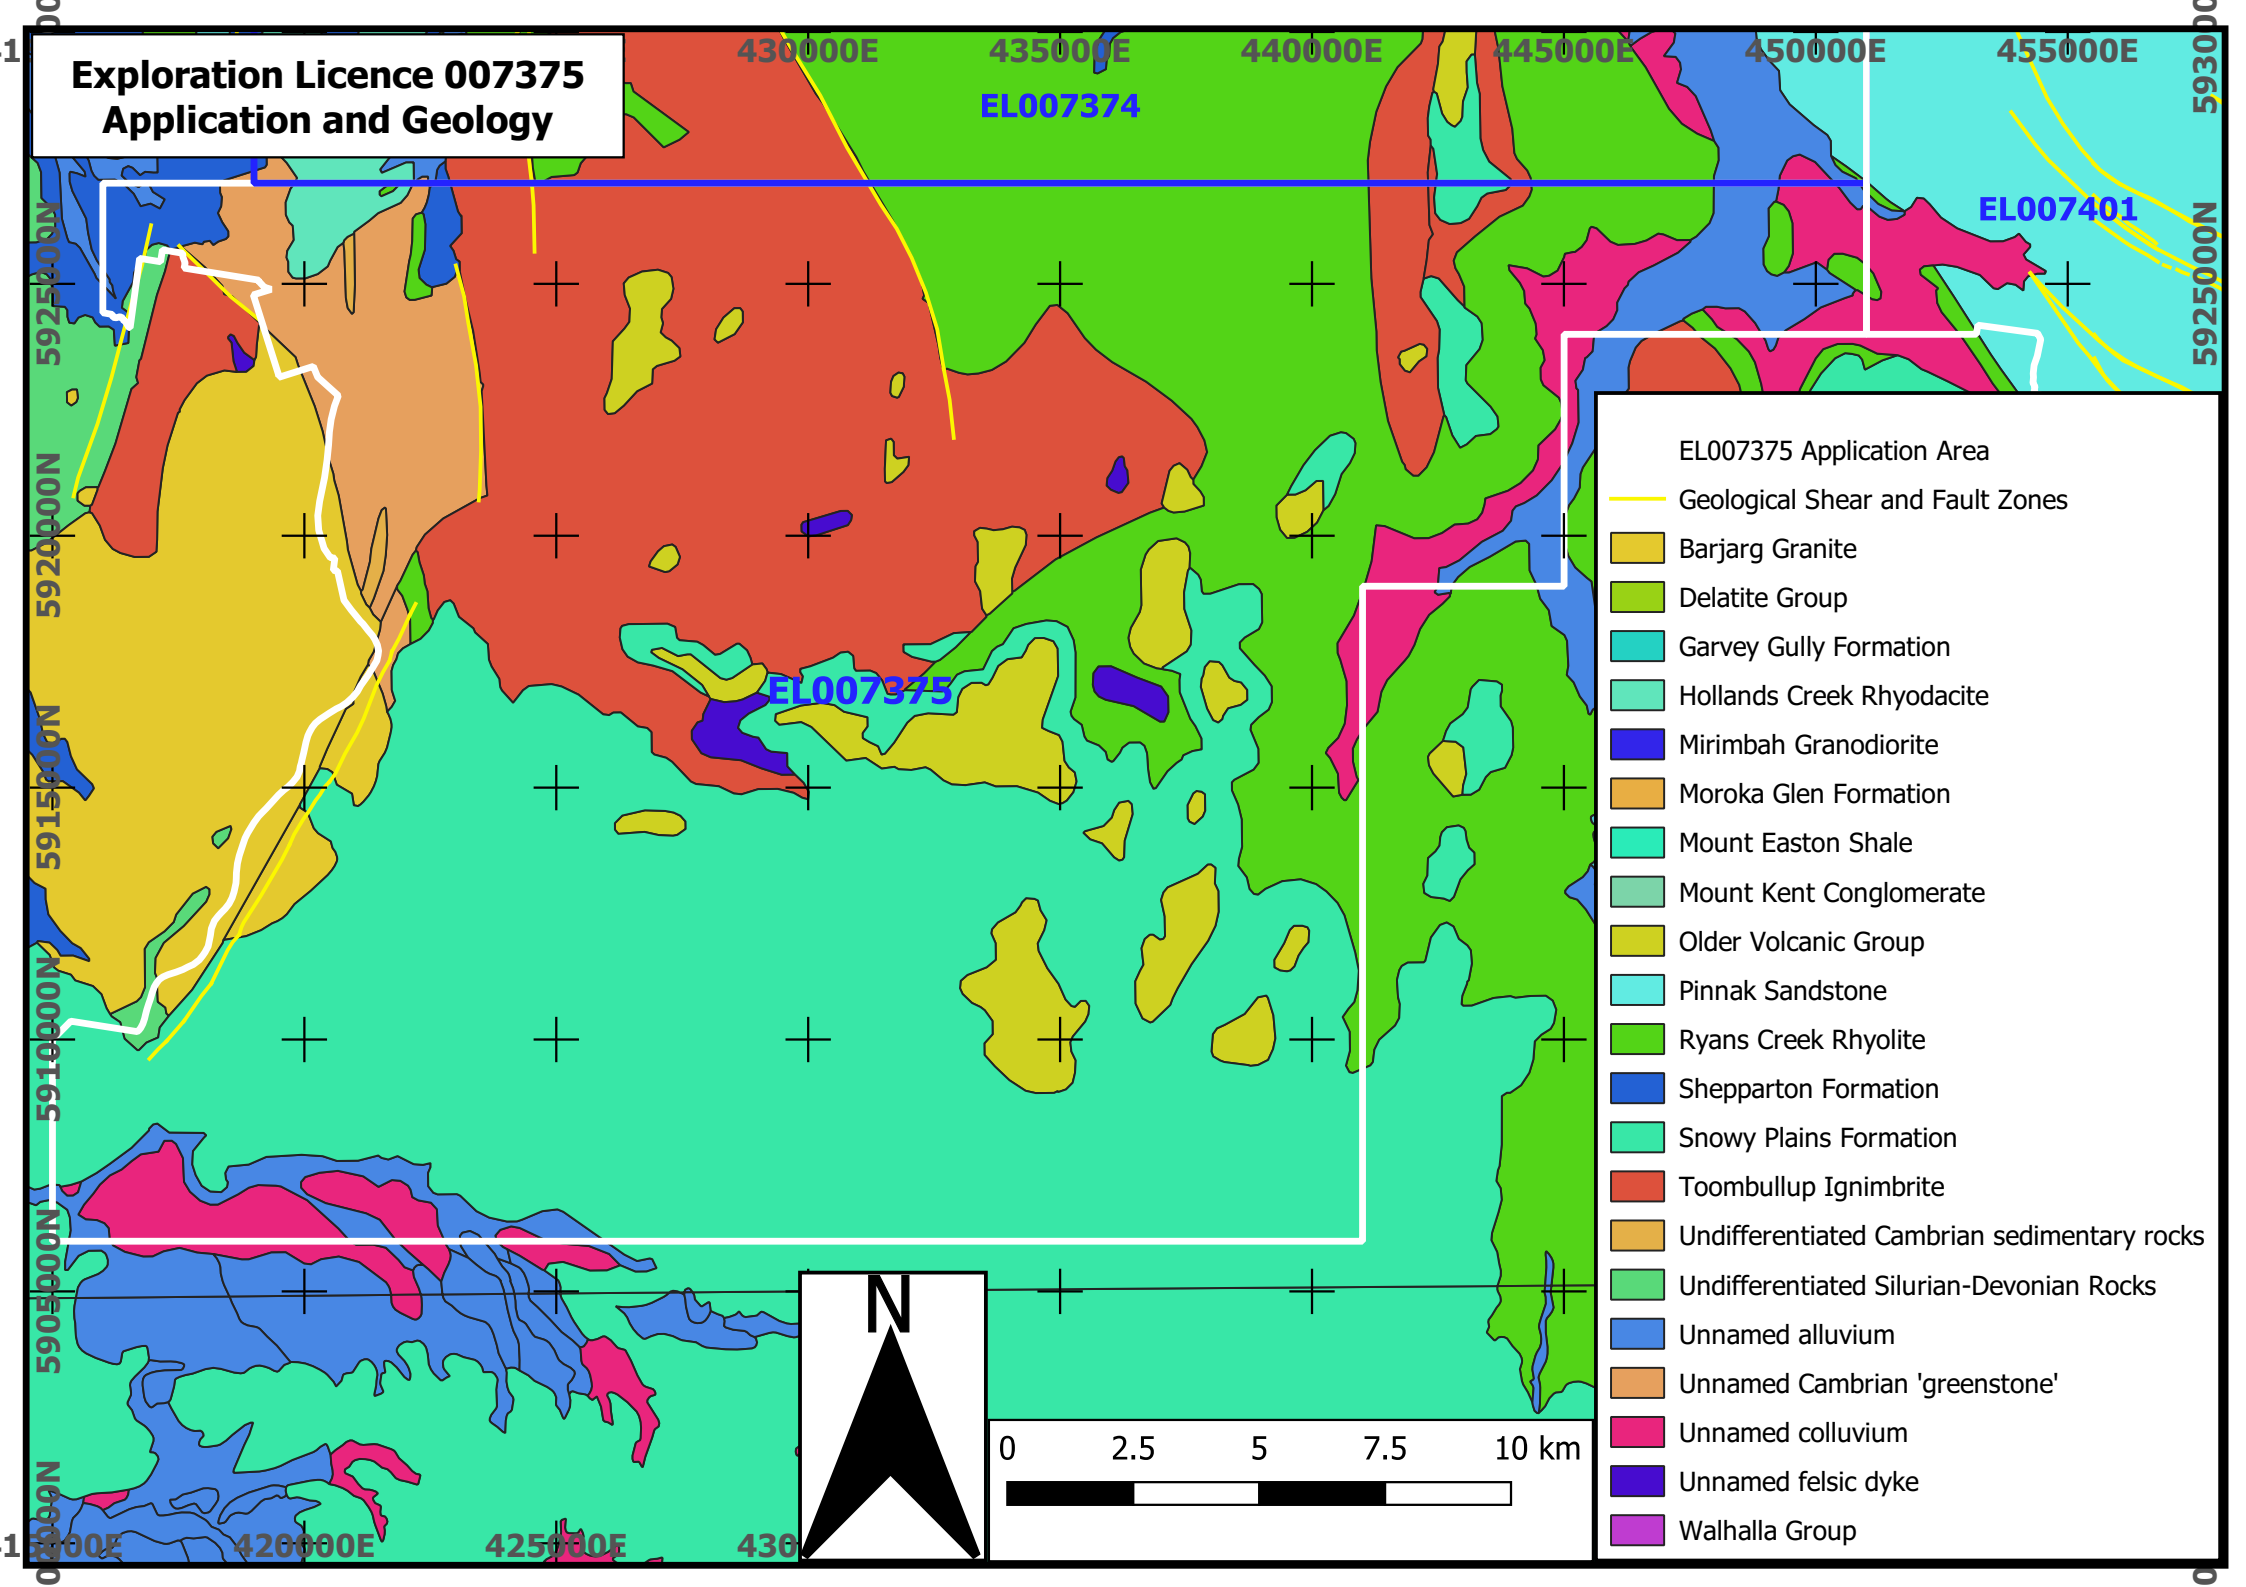 Exploration Licence 007375
Application and Geology
430000E
435000E
440000E
445000E
450000E
455000E
EL007374
EL007401
EL007375
5925000N
5920000N
5915000N
5910000N
5905000N
5925000N
420000E
425000E
N
0 2.5 5 7.5 10 km
EL007375 Application Area
Geological Shear and Fault Zones
Barjarg Granite
Delatite Group
Garvey Gully Formation
Hollands Creek Rhyodacite
Mirimbah Granodiorite
Moroka Glen Formation
Mount Easton Shale
Mount Kent Conglomerate
Older Volcanic Group
Pinnak Sandstone
Ryans Creek Rhyolite
Shepparton Formation
Snowy Plains Formation
Toombullup Ignimbrite
Undifferentiated Cambrian sedimentary rocks
Undifferentiated Silurian-Devonian Rocks
Unnamed alluvium
Unnamed Cambrian 'greenstone'
Unnamed colluvium
Unnamed felsic dyke
Walhalla Group